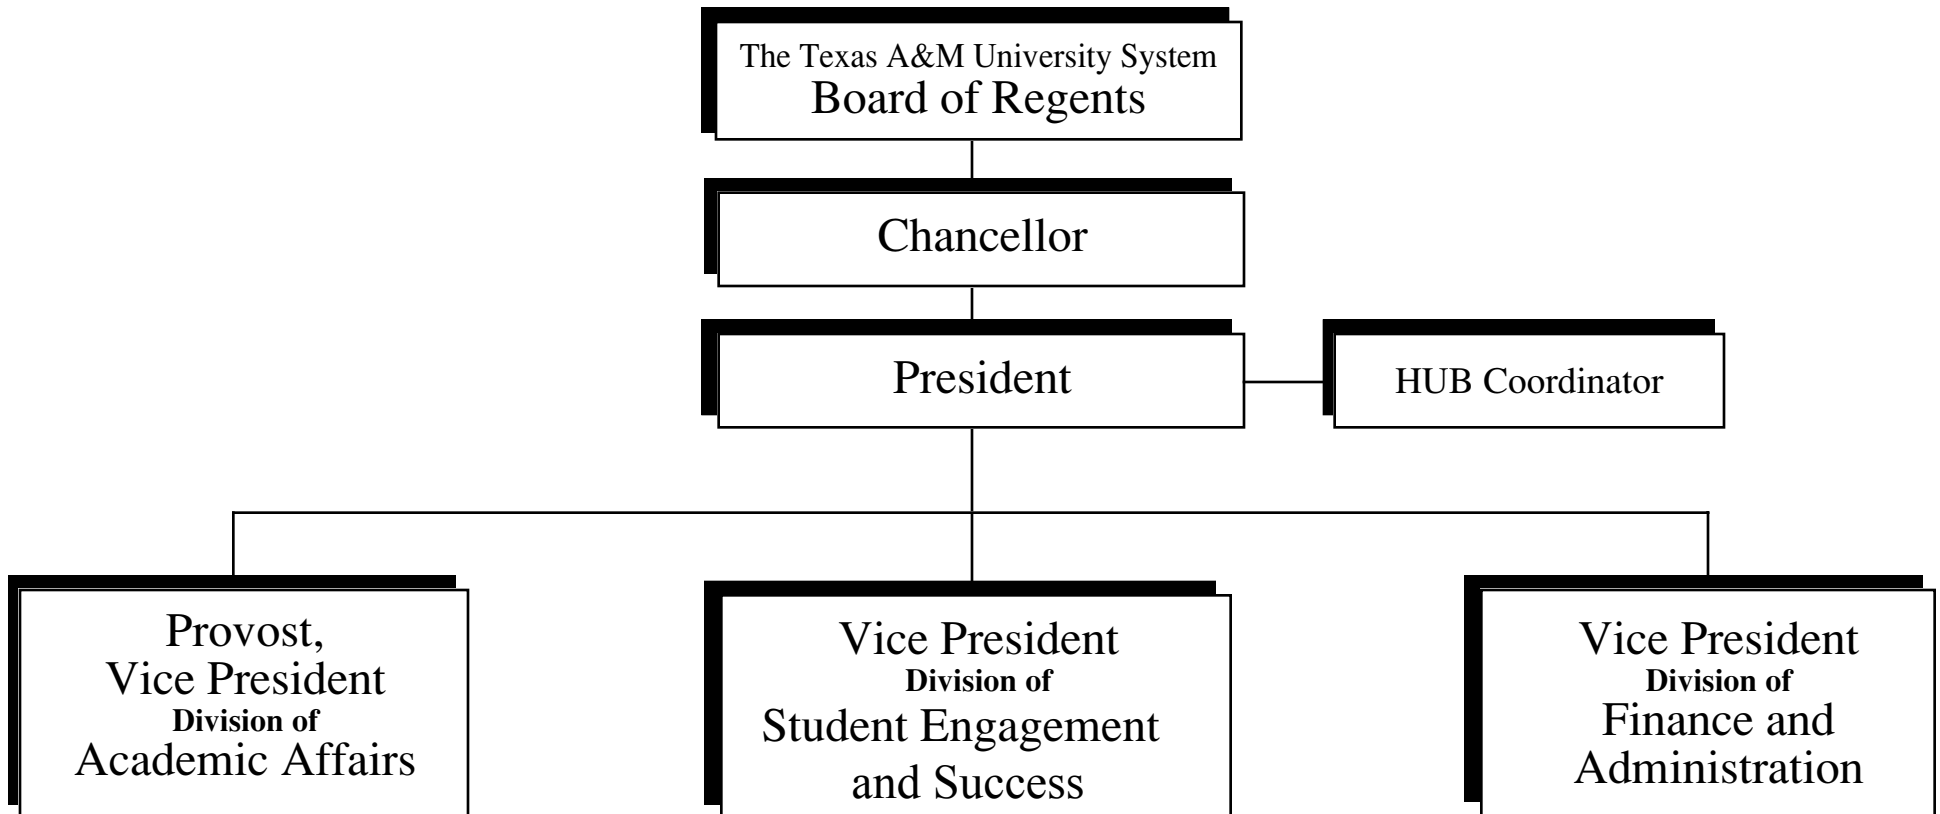 The Texas A&M University System
Board of Regents
Chancellor
President
HUB Coordinator
Provost,
Vice President
Division of
Academic Affairs
Vice President
Division of
Student Engagement
and Success
Vice President
Division of
Finance and
Administration